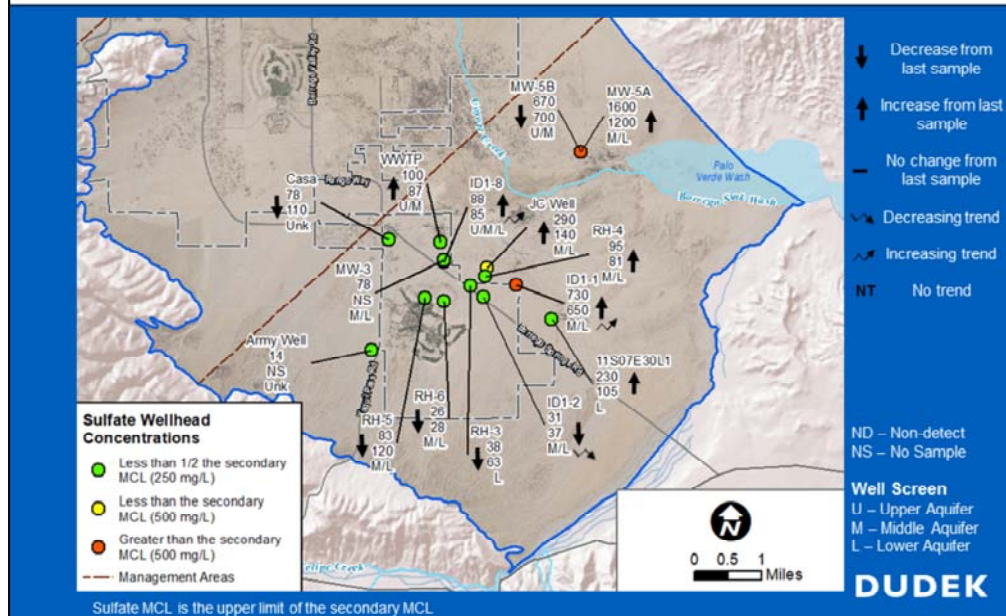 Borrego Valley Rd
MW-5B
670
700
U/M
MW-5A
1600
1200
M/L
Palo
Verde Wash
Borrego Sink Wash
WWTP
100
87
U/M
Casa
78
110
Unk
ID1-8
88
85
U/M/L
JC Well
290
140
M/L
RH-4
95
81
M/L
MW-3
78
NS
M/L
ID1-1
730
650
M/L
Army Well
14
NS
Unk
11S07E30L1
230
105
L
RH-5
83
120
M/L
RH-6
26
28
M/L
RH-3
38
63
L
ID1-2
31
37
M/L
Sulfate Wellhead
Concentrations
Less than 1/2 the secondary
MCL (250 mg/L)
Less than the secondary
MCL (500 mg/L)
Greater than the secondary
MCL (500 mg/L)
Management Areas
N
0 0.5 1
Miles
Decrease from
last sample
Increase from last
sample
No change from
last sample
Decreasing trend
Increasing trend
NT No trend
ND – Non-detect
NS – No Sample
Well Screen
U – Upper Aquifer
M – Middle Aquifer
L – Lower Aquifer
DUDEK
Sulfate MCL is the upper limit of the secondary MCL